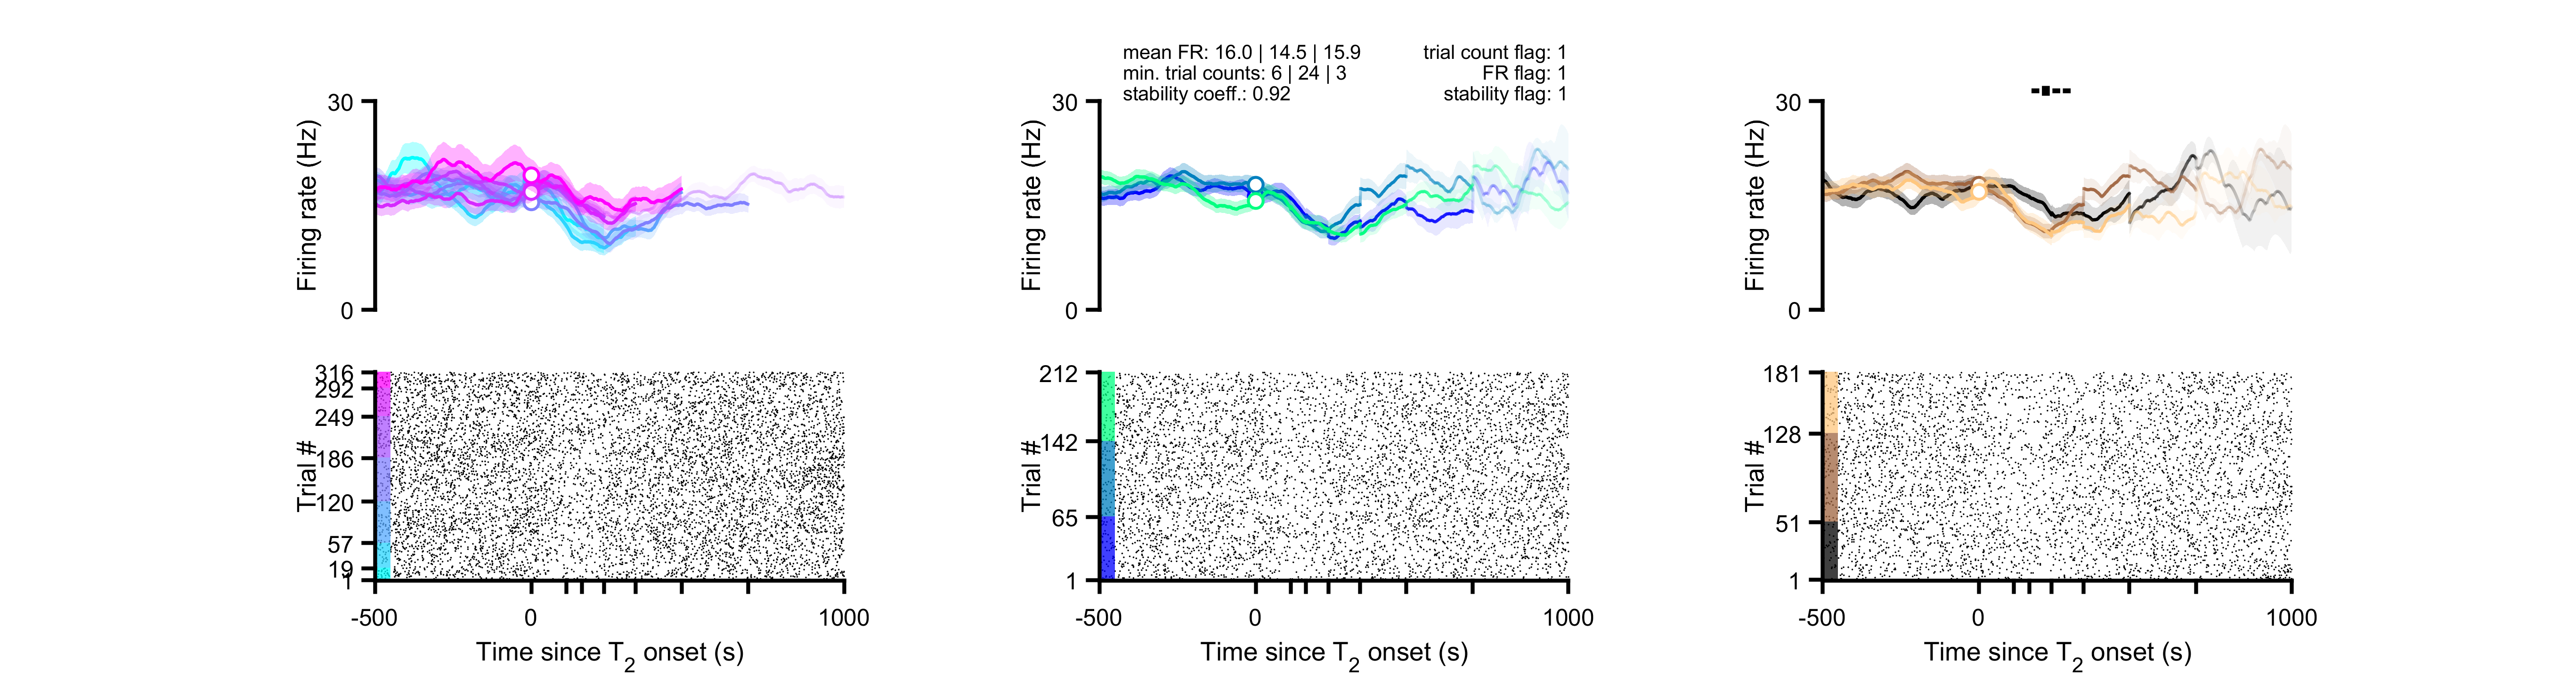 mean FR: 16.0 | 14.5 | 15.9
min. trial counts: 6 | 24 | 3
stability coeff.: 0.92
trial count flag: 1
FR flag: 1
stability flag: 1
30
Firing rate (Hz)
0
30
Firing rate (Hz)
0
30
Firing rate (Hz)
0
316
292
249
186
120
57
19
1
Trial #
-500
0
1000
Time since T2 onset (s)
212
142
65
1
Trial #
-500
0
1000
Time since T2 onset (s)
181
128
51
1
Trial #
-500
0
1000
Time since T2 onset (s)